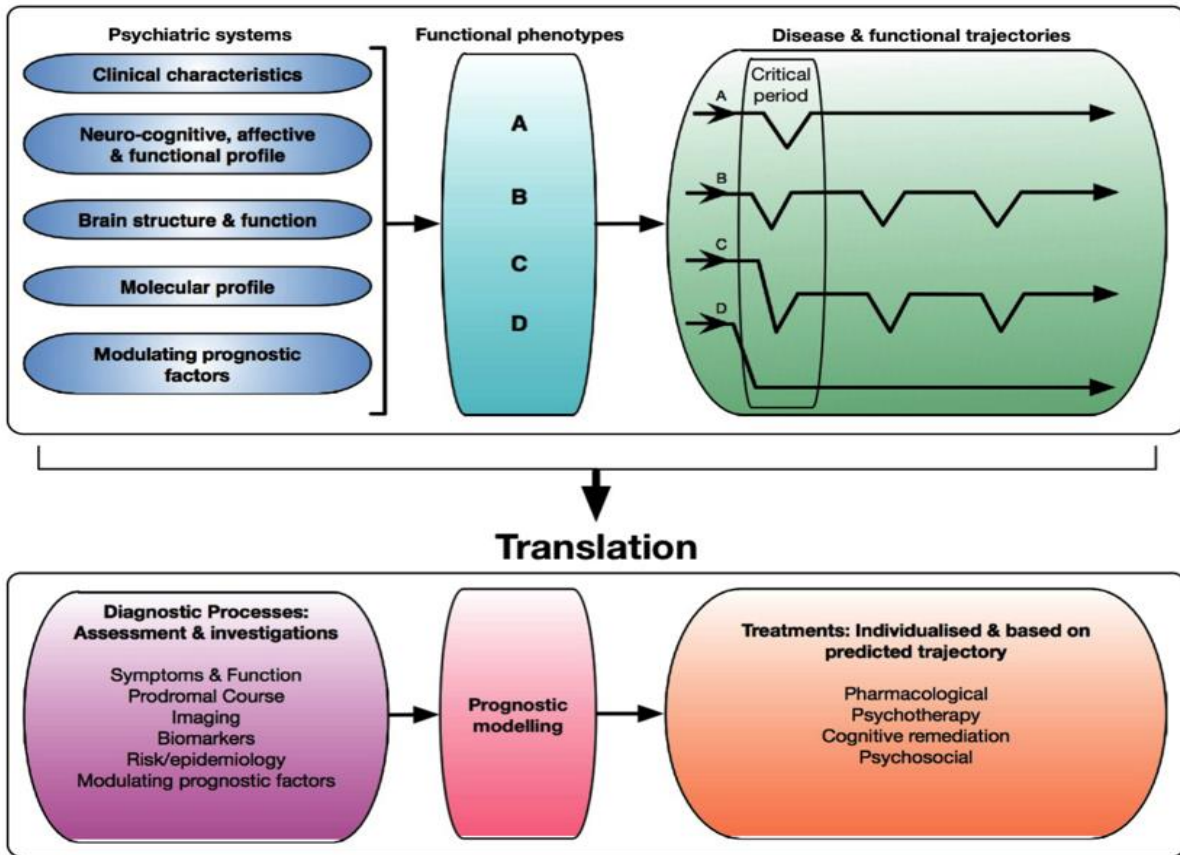 Psychiatric systems
Clinical characteristics
Neuro-cognitive, affective
& functional profile
Brain structure & function
Molecular profile
Modulating prognostic
factors
Functional phenotypes
A
B
C
D
Disease & functional trajectories
Critical
period
A
B
C
D
Translation
Diagnostic Processes:
Assessment & investigations
Symptoms & Function
Prodromal Course
Imaging
Biomarkers
Risk/epidemiology
Modulating prognostic factors
Prognostic
modelling
Treatments: Individualised & based on
predicted trajectory
Pharmacological
Psychotherapy
Cognitive remediation
Psychosocial